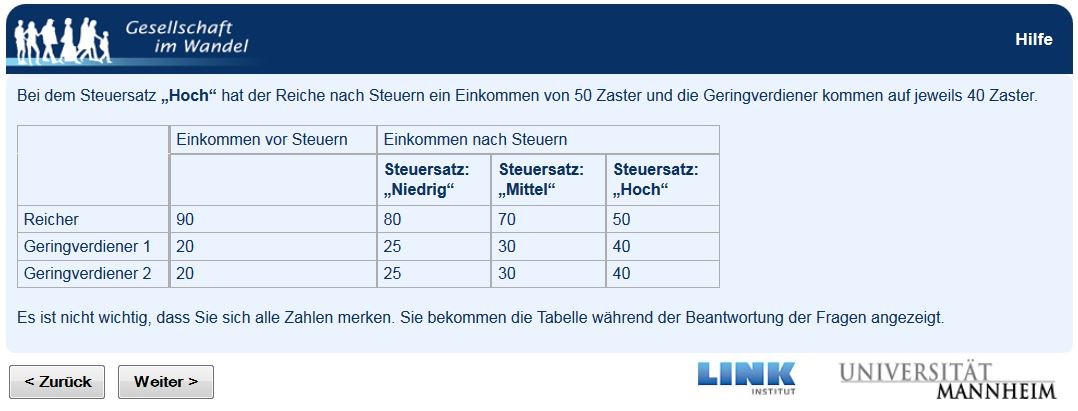 Gesellschaft
im Wandel
Hilfe
Bei dem Steuersatz „Hoch“ hat der Reiche nach Steuern ein Einkommen von 50 Zaster und die Geringverdiener kommen auf jeweils 40 Zaster.
Einkommen vor Steuern Einkommen nach Steuern
Steuersatz: Steuersatz: Steuersatz:
„Niedrig“ „Mittel“ „Hoch“
Reicher 90 80 70 50
Geringverdiener 1 20 25 30 40
Geringverdiener 2 20 25 30 40
Es ist nicht wichtig, dass Sie sich alle Zahlen merken. Sie bekommen die Tabelle während der Beantwortung der Fragen angezeigt.
< Zurück Weiter >
LINK
INSTITUT
UNIVERSITÄT
MANNHEIM